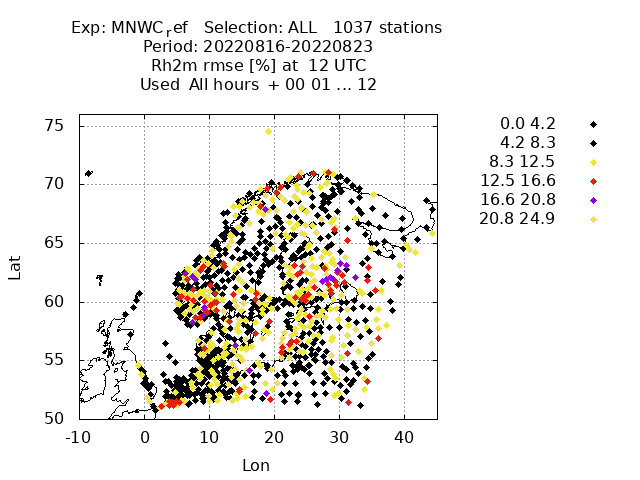 Exp: MNWC_ref   Selection: ALL   1037 stations
Period: 20220816-20220823
Rh2m rmse [%] at  12 UTC
Used  All hours  + 00 01 ... 12
0.0 4.2
4.2 8.3
8.3 12.5
12.5 16.6
16.6 20.8
20.8 24.9
75
70
65
60
55
50
Lat
-10 0 10 20 30 40
Lon